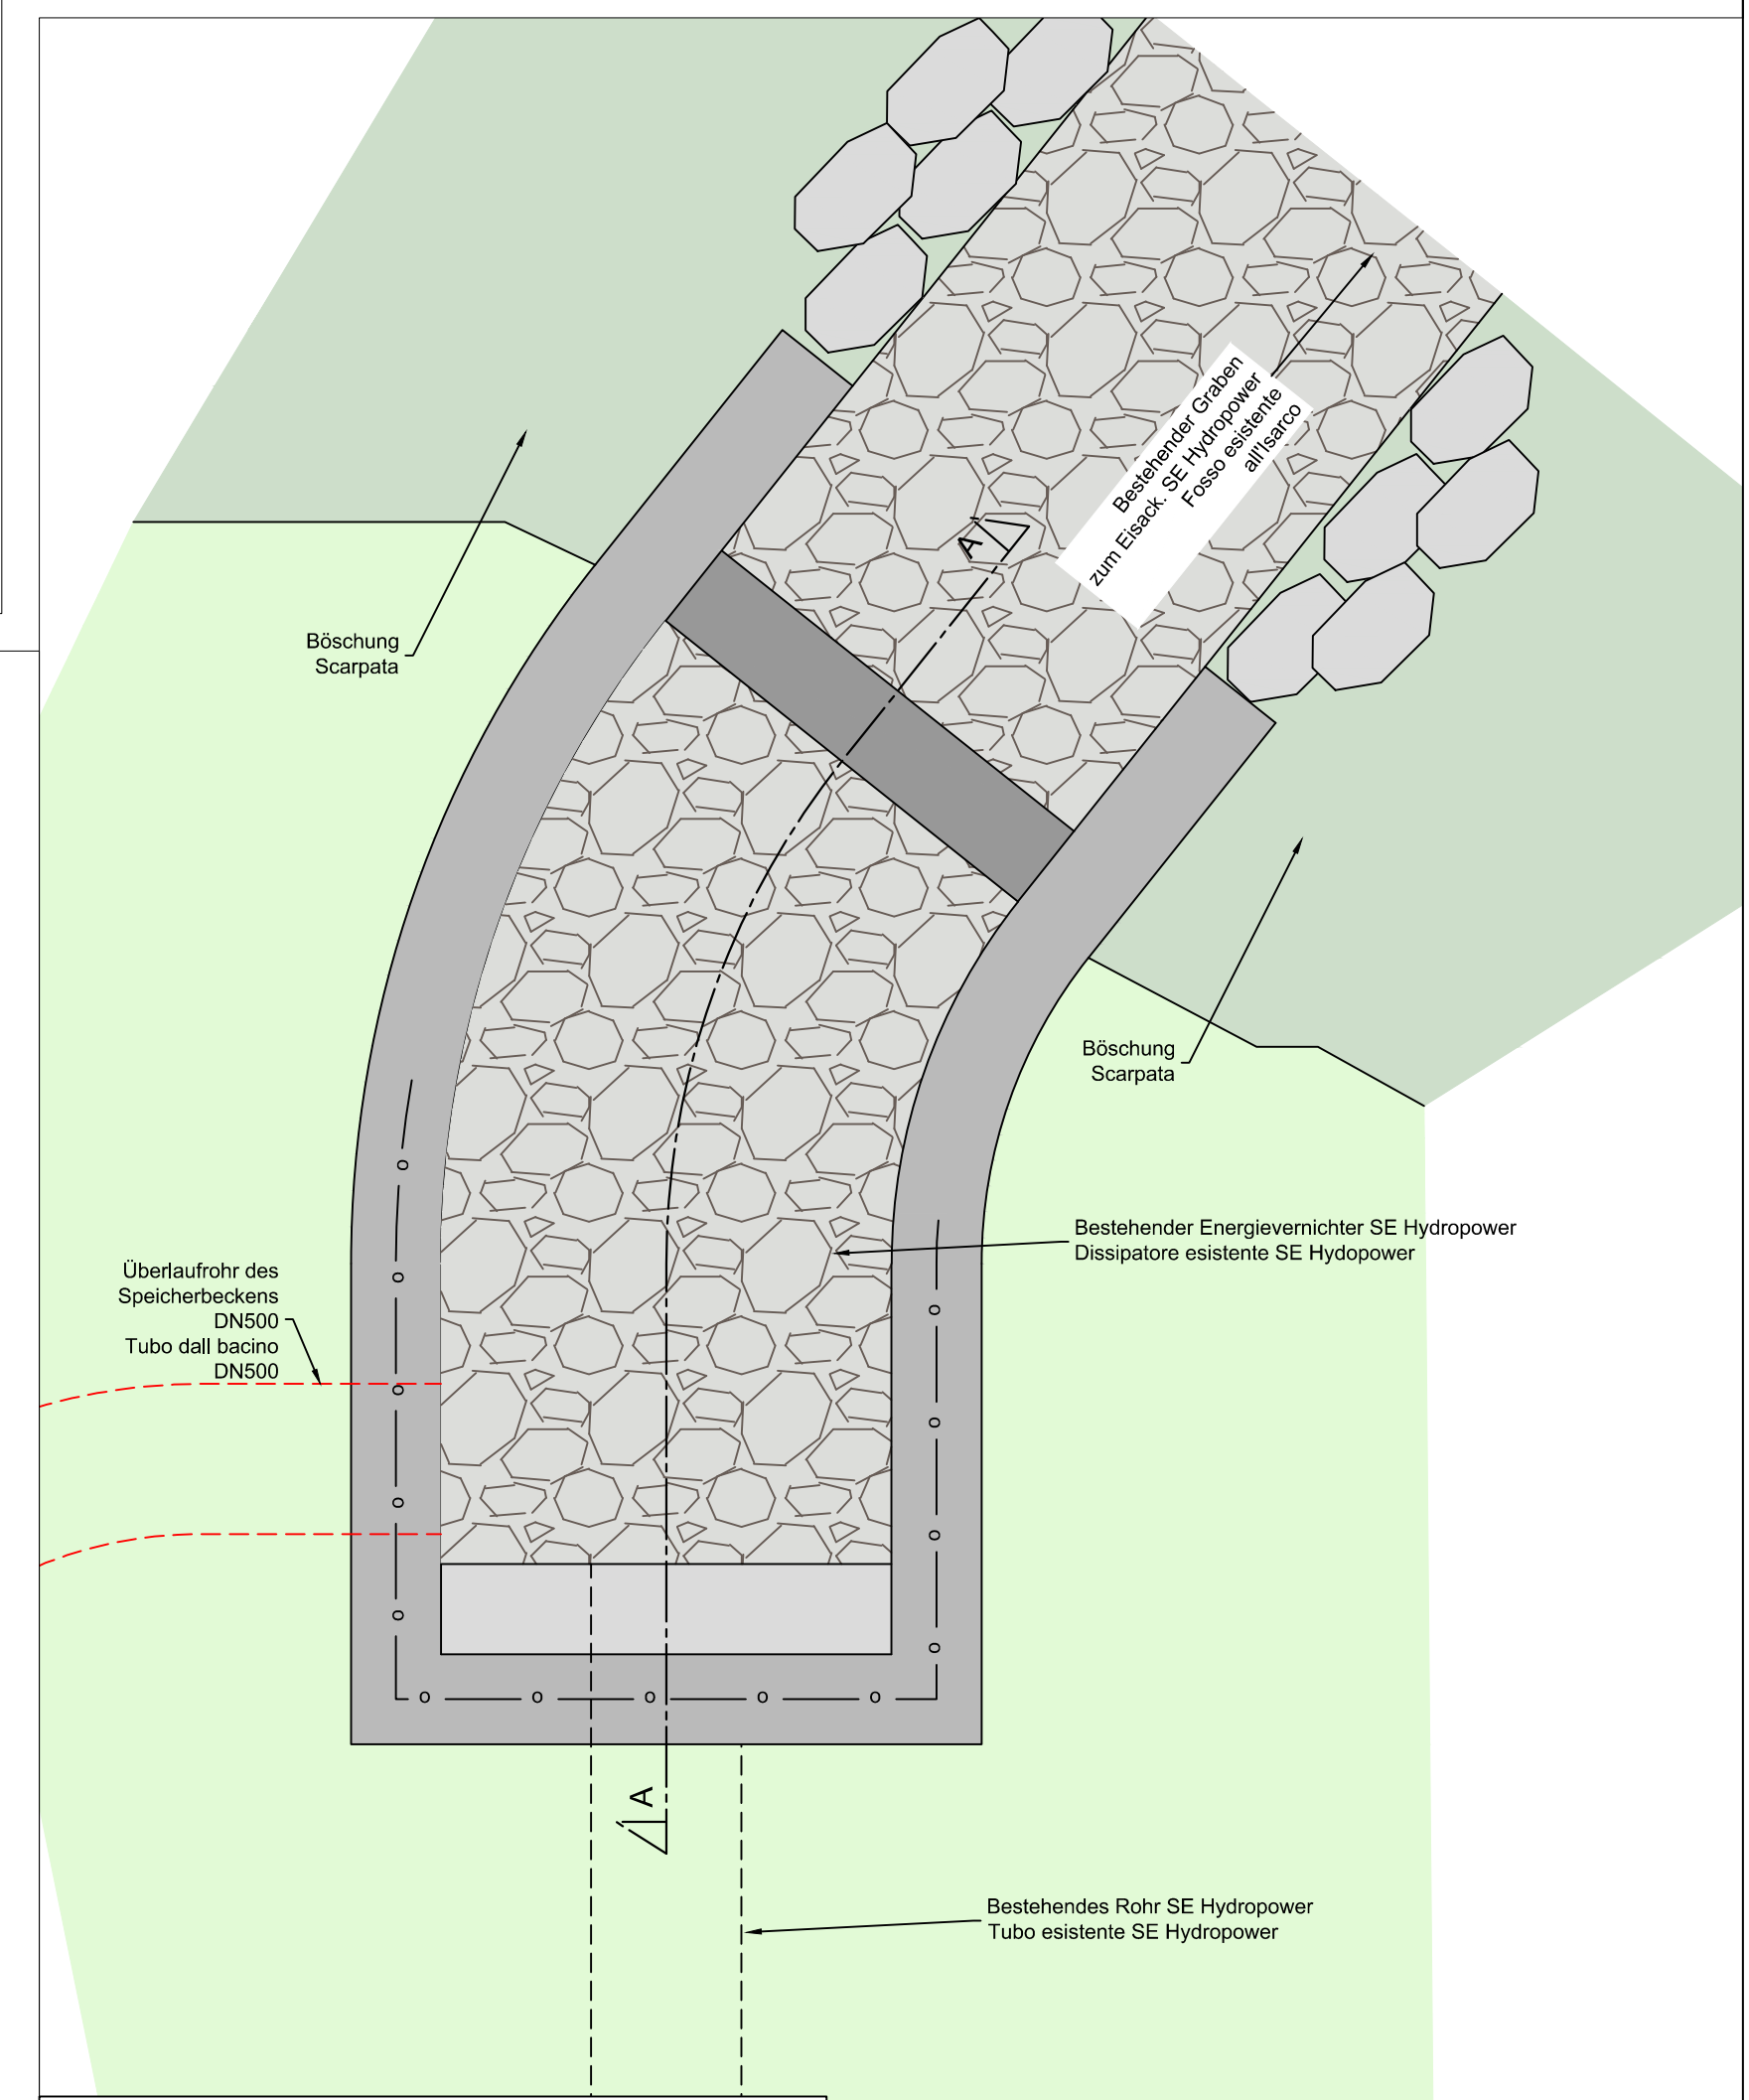 Bestehender Graben
zum Eisack. SE Hydropower
Fosso esistente
all'Isarco
A
Böschung
Scarpata
Böschung
Scarpata
Bestehender Energievernichter SE Hydropower
Dissipatore esistente SE Hydopower
Überlaufrohr des
Speicherbeckens
DN500
Tubo dall bacino
DN500
A
Bestehendes Rohr SE Hydropower
Tubo esistente SE Hydropower